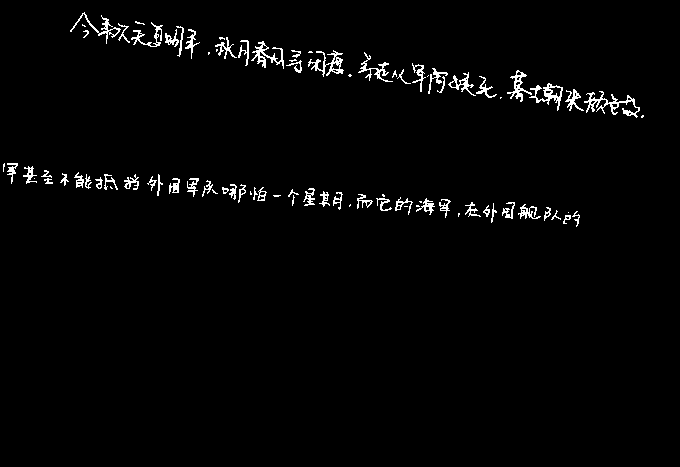 今年欢笑复明年，秋月春风等闲度。弟走从军阿姨死，暮去朝来颜色故。
军甚至不能抵挡外国军队哪怕一个星期，而它的海军，在外国舰队的